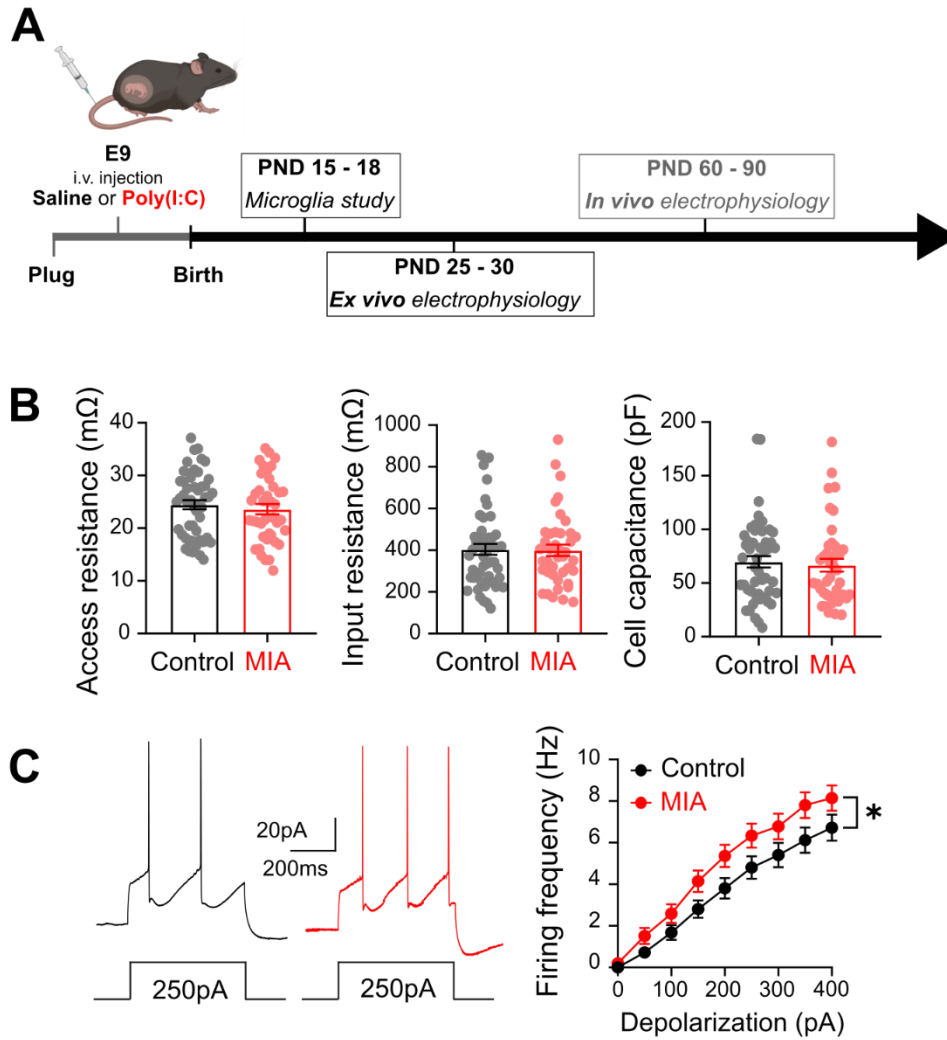 A
E9
i.v. injection
Saline or Poly(I:C)
PND 15 - 18
Microglia study
PND 60 - 90
In vivo electrophysiology
Plug
Birth
PND 25 - 30
Ex vivo electrophysiology
B
Access resistance (mΩ)
40
30
20
10
0
Control MIA
Input resistance (mΩ)
1000
800
600
400
200
0
Control MIA
Cell capacitance (pF)
200
150
100
50
0
Control MIA
C
20pA
200ms
250pA
250pA
Firing frequency (Hz)
10
8
6
4
2
0
Control
MIA
*
0 100 200 300 400
Depolarization (pA)